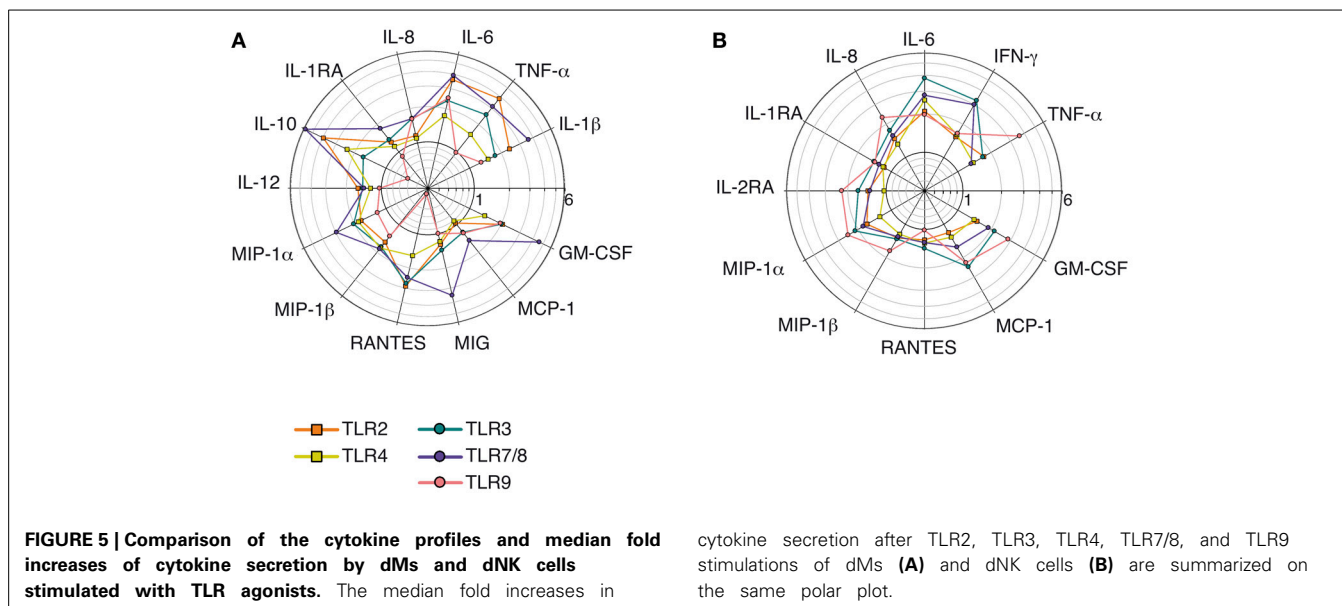 A
IL-8
IL-6
IL-1RA
TNF-α
IL-10
IL-1β
IL-12
1
6
MIP-1α
GM-CSF
MIP-1β
MCP-1
RANTES
MIG
B
IL-6
IL-8
IFN-γ
IL-1RA
TNF-α
IL-2RA
1
6
MIP-1α
GM-CSF
MIP-1β
MCP-1
RANTES
TLR2
TLR3
TLR4
TLR7/8
TLR9
FIGURE 5 | Comparison of the cytokine profiles and median fold
increases of cytokine secretion by dMs and dNK cells
stimulated with TLR agonists. The median fold increases in
cytokine secretion after TLR2, TLR3, TLR4, TLR7/8, and TLR9
stimulations of dMs (A) and dNK cells (B) are summarized on
the same polar plot.